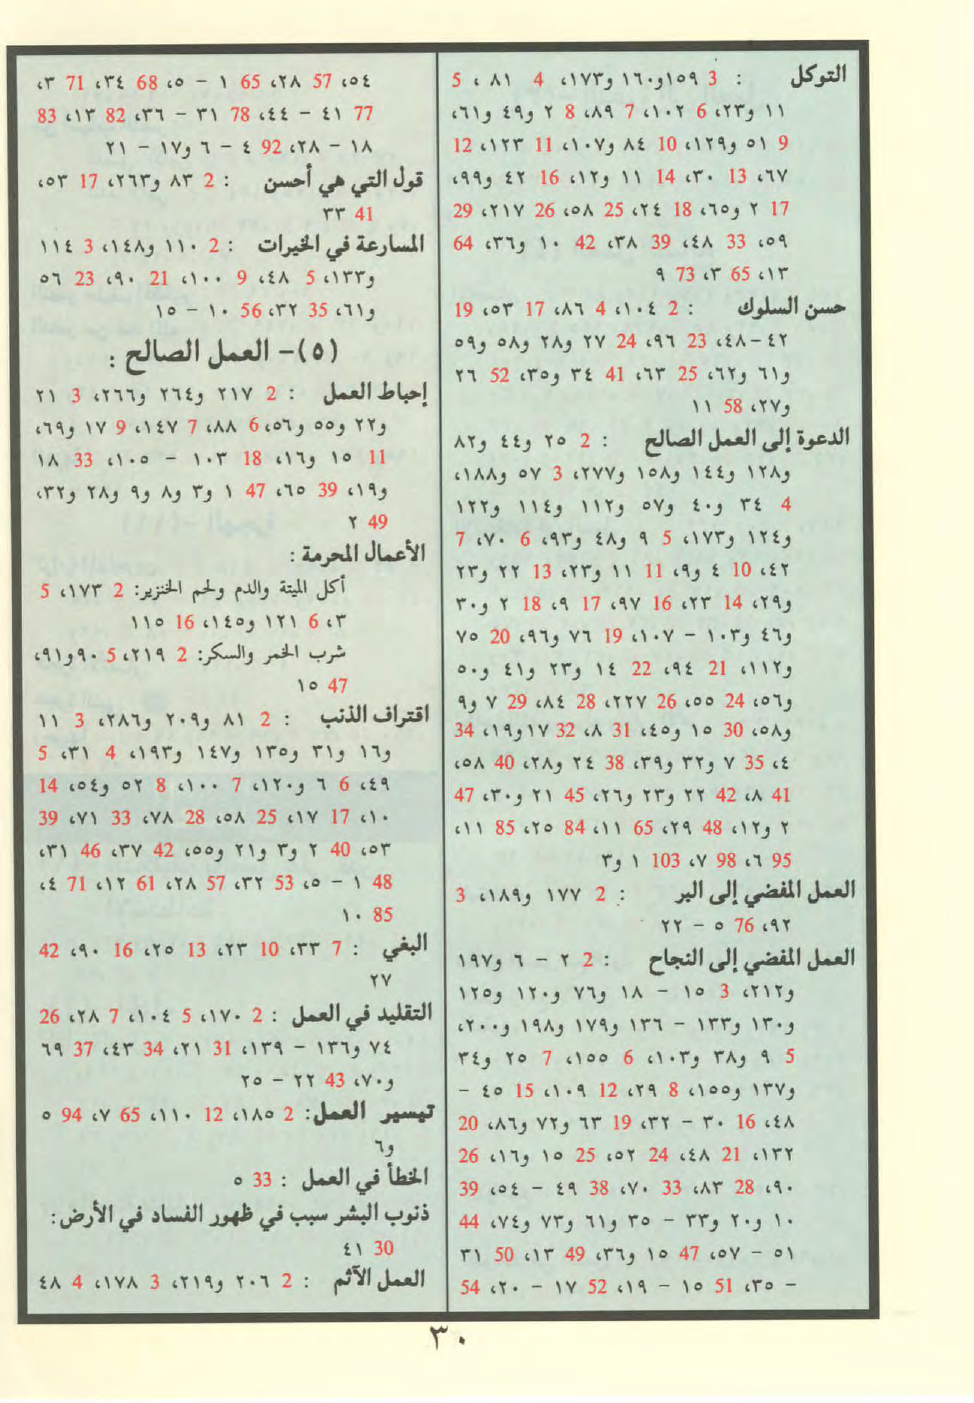 التوكل : 3 ١٥٩و١٦٠ و١٧٣، 4 ٨١ ، 5
١١ و٢٣، 6 ١٠٢، 7 ٨٩، 8 ٢ و٤٩ و٦١،
9 ٥١ و١٢٩، 10 ٨٤ و١٠٧، 11 ١٢٣، 12
٦٧، 13 ٣٠، 14 ١١ و١٢، 16 ٤٢ و٩٩،
17 ٢ و٦٥، 18 ٢٤، 25 ٥٨، 26 ٢١٧، 29
٥٩، 33 ٤٨، 39 ٣٨، 42 ١٠ و٣٦، 64
١٣، 65 ٣، 73 ٩
حسن السلوك : 2 ١٠٤، 4 ٨٦، 17 ٥٣، 19
٤٢-٤٨، 23 ٩٦، 24 ٢٧ و٢٨ و٥٨ و٥٩
و٦١ و٦٢، 25 ٦٣، 41 ٣٤ و٣٥، 52 ٢٦
و٢٧، 58 ١١
الدعوة إلى العمل الصالح : 2 ٢٥ و٤٤ و٨٢
و١٢٨ و١٤٤ و١٥٨ و٢٧٧، 3 ٥٧ و١٨٨،
4 ٣٤ و٤٠ و٥٧ و١١٢ و١١٤ و١٢٢
و١٢٤ و١٧٣، 5 ٩ و٤٨ و٩٣، 6 ٧٠، 7
٤٢، 10 ٤ و٩، 11 ١١ و٢٣، 13 ٢٢ و٢٣
و٢٩، 14 ٢٣، 16 ٩٧، 17 ٩، 18 ٢ و٣٠
و٤٦ و١٠٣ - ١٠٧، 19 ٧٦ و٩٦، 20 ٧٥
و١١٢، 21 ٩٤، 22 ١٤ و٢٣ و٤١ و٥٠
و٥٦، 24 ٥٥، 26 ٢٢٧، 28 ٨٤، 29 ٧ و٩
و٥٨، 30 ١٥ و٤٥، 31 ٨، 32 ١٧و١٩، 34
٤، 35 ٧ و٣٢ و٣٩، 38 ٢٤ و٢٨، 40 ٥٨،
41 ٨، 42 ٢٢ و٢٣ و٢٦، 45 ٢١ و٣٠، 47
٢ و١٢، 48 ٢٩، 65 ١١، 84 ٢٥، 85 ١١،
95 ٦، 98 ٧، 103 ١ و٣
العمل المفضي إلى البر : 2 ١٧٧ و١٨٩، 3
٩٢، 76 ٥ - ٢٢
العمل المفضي إلى النجاح : 2 ٢ - ٦ و١٩٧
و٢١٢، 3 ١٥ - ١٨ و٧٦ و١٢٠ و١٢٥
و١٣٠ و١٣٣ - ١٣٦ و١٧٩ و١٩٨ و٢٠٠،
5 ٩ و٣٨ و١٠٣، 6 ١٥٥، 7 ٢٥ و٣٤
و١٣٧ و١٥٥، 8 ٢٩، 12 ١٠٩، 15 ٤٥ -
٤٨، 16 ٣٠ - ٣٢، 19 ٦٣ و٧٢ و٨٦، 20
١٣٢، 21 ٤٨، 24 ٥٢، 25 ١٥ و١٦، 26
٩٠، 28 ٨٣، 33 ٧٠، 38 ٤٩ - ٥٤، 39
١٠ و٢٠ و٣٣ - ٣٥ و٦١ و٧٣ و٧٤، 44
٥١ - ٥٧، 47 ١٥ و٣٦، 49 ١٣، 50 ٣١
- ٣٥، 51 ١٥ - ١٩، 52 ١٧ - ٢٠، 54
٥٤، 57 ٢٨، 65 ١ - ٥، 68 ٣٤، 71 ٣،
77 ٤١ - ٤٤، 78 ٣١ - ٣٦، 82 ١٣، 83
١٨ - ٢٨، 92 ٤ - ٦ و١٧ - ٢١
قول التي هي أحسن : 2 ٨٣ و٢٦٣، 17 ٥٣،
41 ٣٣
المسارعة في الخيرات : 2 ١١٠ و١٤٨، 3 ١١٤
و١٣٣، 5 ٤٨، 9 ١٠٠، 21 ٩٠، 23 ٥٦
و٦١، 35 ٣٢، 56 ١٠ - ١٥
(٥)- العمل الصالح :
إحباط العمل : 2 ٢١٧ و٢٦٤ و٢٦٦، 3 ٢١
و٢٢ و٥٥ و٥٦، 6 ٨٨، 7 ١٤٧، 9 ١٧ و٦٩،
11 ١٥ و١٦، 18 ١٠٣ - ١٠٥، 33 ١٨
و١٩، 39 ٦٥، 47 ١ و٣ و٨ و٩ و٢٨ و٣٢،
49 ٢
الأعمال المحرمة :
أكل الميتة والدم ولحم الخنزير: 2 ١٧٣، 5
٣، 6 ١٢١ و١٤٥، 16 ١١٥
شرب الخمر والسكر: 2 ٢١٩، 5 ٩٠ و٩١،
47 ١٥
اقتراف الذنب : 2 ٨١ و٢٠٩ و٢٨٦، 3 ١١
و١٦ و٣١ و١٣٥ و١٤٧ و١٩٣، 4 ٣١، 5
٤٩، 6 ٦ و١٢٠، 7 ١٠٠، 8 ٥٢ و٥٤، 14
١٠، 17 ١٧، 25 ٥٨، 28 ٧٨، 33 ٧١، 39
٥٣، 40 ٢ و٣ و٢١ و٥٥، 42 ٣٧، 46 ٣١،
48 ١ - ٥، 53 ٣٢، 57 ٢٨، 61 ١٢، 71 ٤،
85 ١٠
البغي : 7 ٣٣، 10 ٢٣، 13 ٢٥، 16 ٩٠، 42
٢٧
التقليد في العمل : 2 ١٧٠، 5 ١٠٤، 7 ٢٨، 26
٧٤ و١٣٦ - ١٣٩، 31 ٢١، 34 ٤٣، 37 ٦٩
و٧٠، 43 ٢٢ - ٢٥
تيسير العمل: 2 ١٨٥، 12 ١١٠، 65 ٧، 94 ٥
و٦
الخطأ في العمل : 33 ٥
ذنوب البشر سبب في ظهور الفساد في الأرض:
30 ٤١
العمل الآثم : 2 ٢٠٦ و٢١٩، 3 ١٧٨، 4 ٤٨
٣٠